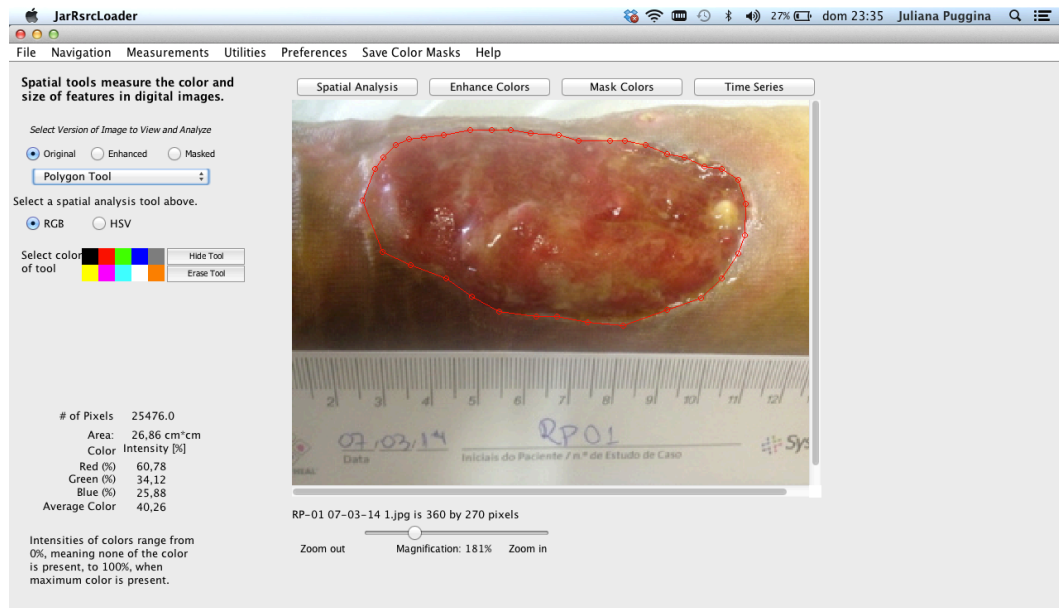 JarRsrcLoader
27% dom 23:35 Juliana Puggina
File Navigation Measurements Utilities Preferences Save Color Masks Help
Spatial tools measure the color and
size of features in digital images.
Select Version of Image to View and Analyze
Original Enhanced Masked
Polygon Tool
Select a spatial analysis tool above.
RGB HSV
Select color
of tool
Hide Tool
Erase Tool
# of Pixels 25476.0
Area: 26,86 cm*cm
Color Intensity [%]
Red (%) 60,78
Green (%) 34,12
Blue (%) 25,88
Average Color 40,26
Intensities of colors range from
0%, meaning none of the color
is present, to 100%, when
maximum color is present.
Spatial Analysis Enhance Colors Mask Colors Time Series
2 3 4 5 6 7 8 9 10 11 12
07/03/14 RP01
Data Iniciais do Paciente / n.º de Estudo de Caso
Sys
HEAL
RP-01 07-03-14 1.jpg is 360 by 270 pixels
Zoom out Magnification: 181% Zoom in